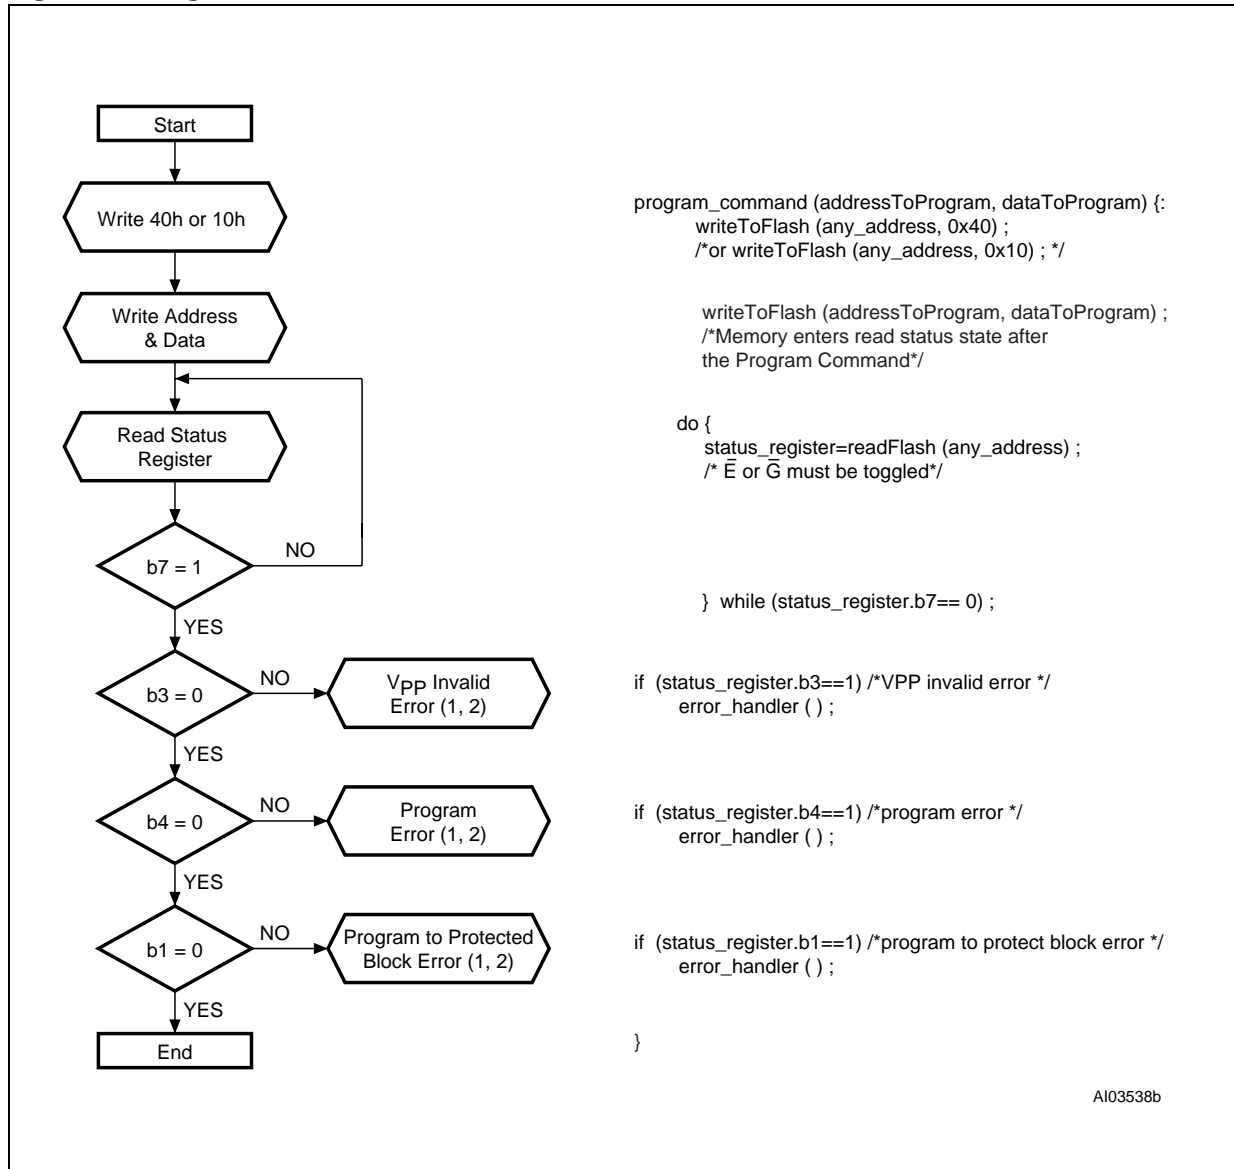 Start
Write 40h or 10h
Write Address
& Data
Read Status
Register
b7 = 1
NO
YES
b3 = 0
NO
VPP Invalid
Error (1, 2)
YES
b4 = 0
NO
Program
Error (1, 2)
YES
b1 = 0
NO
Program to Protected
Block Error (1, 2)
YES
End
program_command (addressToProgram, dataToProgram) {:
writeToFlash (any_address, 0x40) ;
/*or writeToFlash (any_address, 0x10) ; */
writeToFlash (addressToProgram, dataToProgram) ;
/*Memory enters read status state after
the Program Command*/
do {
status_register=readFlash (any_address) ;
/* E̅ or G̅ must be toggled*/
} while (status_register.b7== 0) ;
if (status_register.b3==1) /*VPP invalid error */
error_handler ( ) ;
if (status_register.b4==1) /*program error */
error_handler ( ) ;
if (status_register.b1==1) /*program to protect block error */
error_handler ( ) ;
}
AI03538b